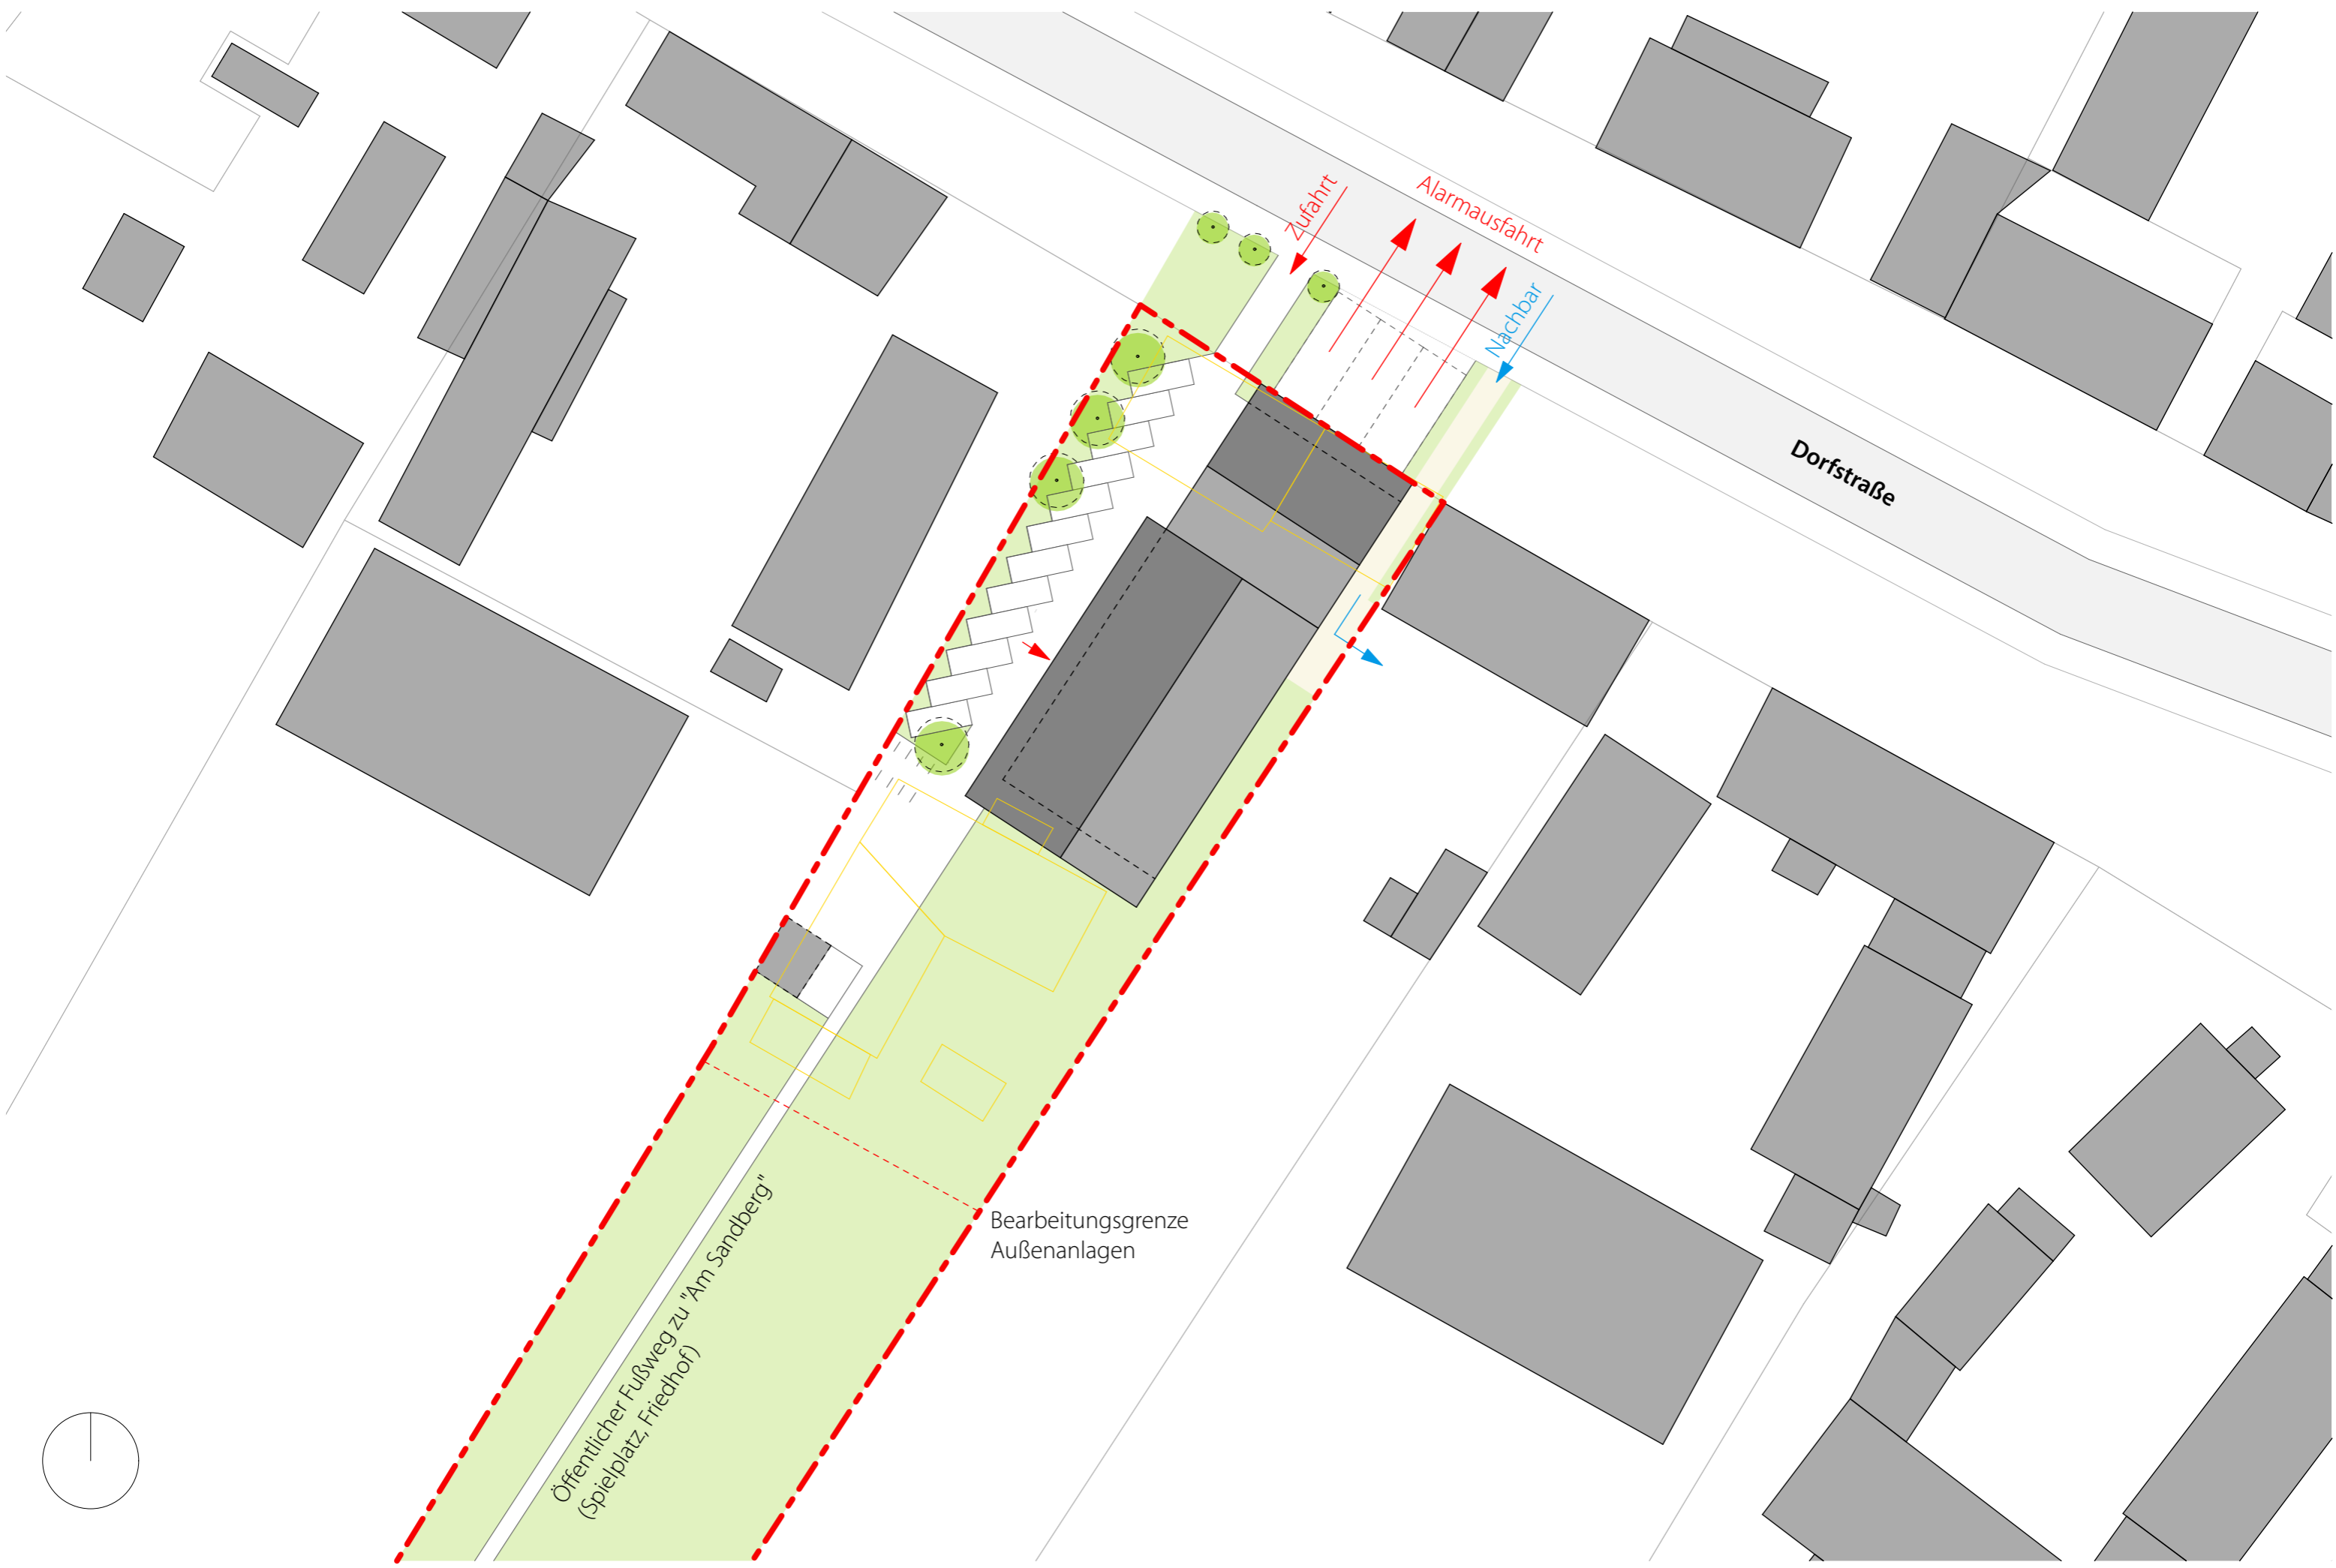 Zufahrt
Alarmausfahrt
Nachbar
Dorfstraße
Bearbeitungsgrenze
Außenanlagen
Öffentlicher Fußweg zu "Am Sandberg"
(Spielplatz, Friedhof)